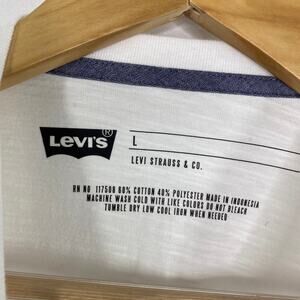 LEVI'S®
L
LEVI STRAUSS & CO.
RN NO 117508 60% COTTON 40% POLYESTER MADE IN INDONESIA
MACHINE WASH COLD WITH LIKE COLORS DO NOT BLEACH
TUMBLE DRY LOW COOL IRON WHEN NEEDED